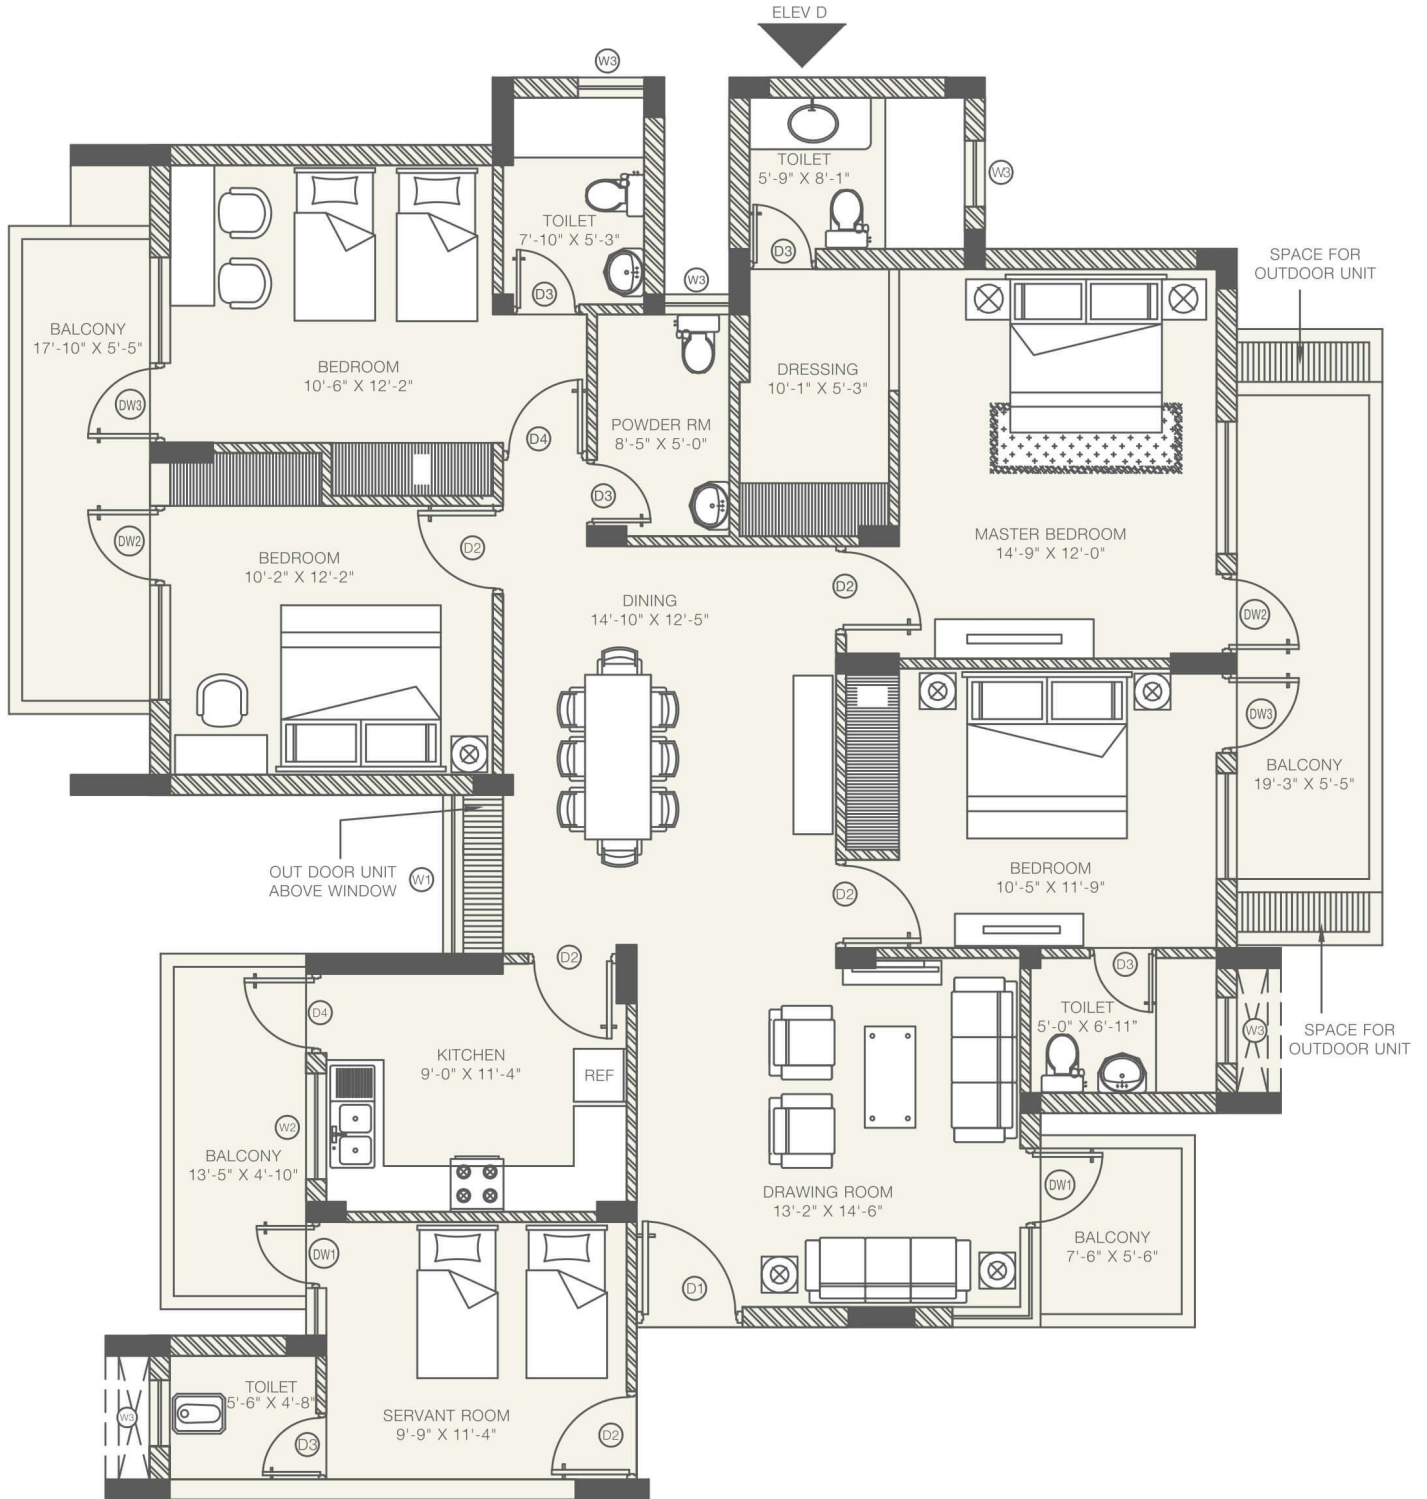 ELEV D
W3
TOILET
5'-9" X 8'-1"
W3
D3
TOILET
7'-10" X 5'-3"
D3
W3
SPACE FOR
OUTDOOR UNIT
BALCONY
17'-10" X 5'-5"
BEDROOM
10'-6" X 12'-2"
DW3
D4
POWDER RM
8'-5" X 5'-0"
D3
DRESSING
10'-1" X 5'-3"
MASTER BEDROOM
14'-9" X 12'-0"
DW2
BEDROOM
10'-2" X 12'-2"
D2
DINING
14'-10" X 12'-5"
D2
DW2
DW3
BALCONY
19'-3" X 5'-5"
OUT DOOR UNIT
ABOVE WINDOW
W1
BEDROOM
10'-5" X 11'-9"
D2
D2
D3
TOILET
5'-0" X 6'-11"
W3
SPACE FOR
OUTDOOR UNIT
D4
KITCHEN
9'-0" X 11'-4"
REF
W2
BALCONY
13'-5" X 4'-10"
DRAWING ROOM
13'-2" X 14'-6"
DW1
BALCONY
7'-6" X 5'-6"
DW1
D1
TOILET
5'-6" X 4'-8"
W3
D3
SERVANT ROOM
9'-9" X 11'-4"
D2